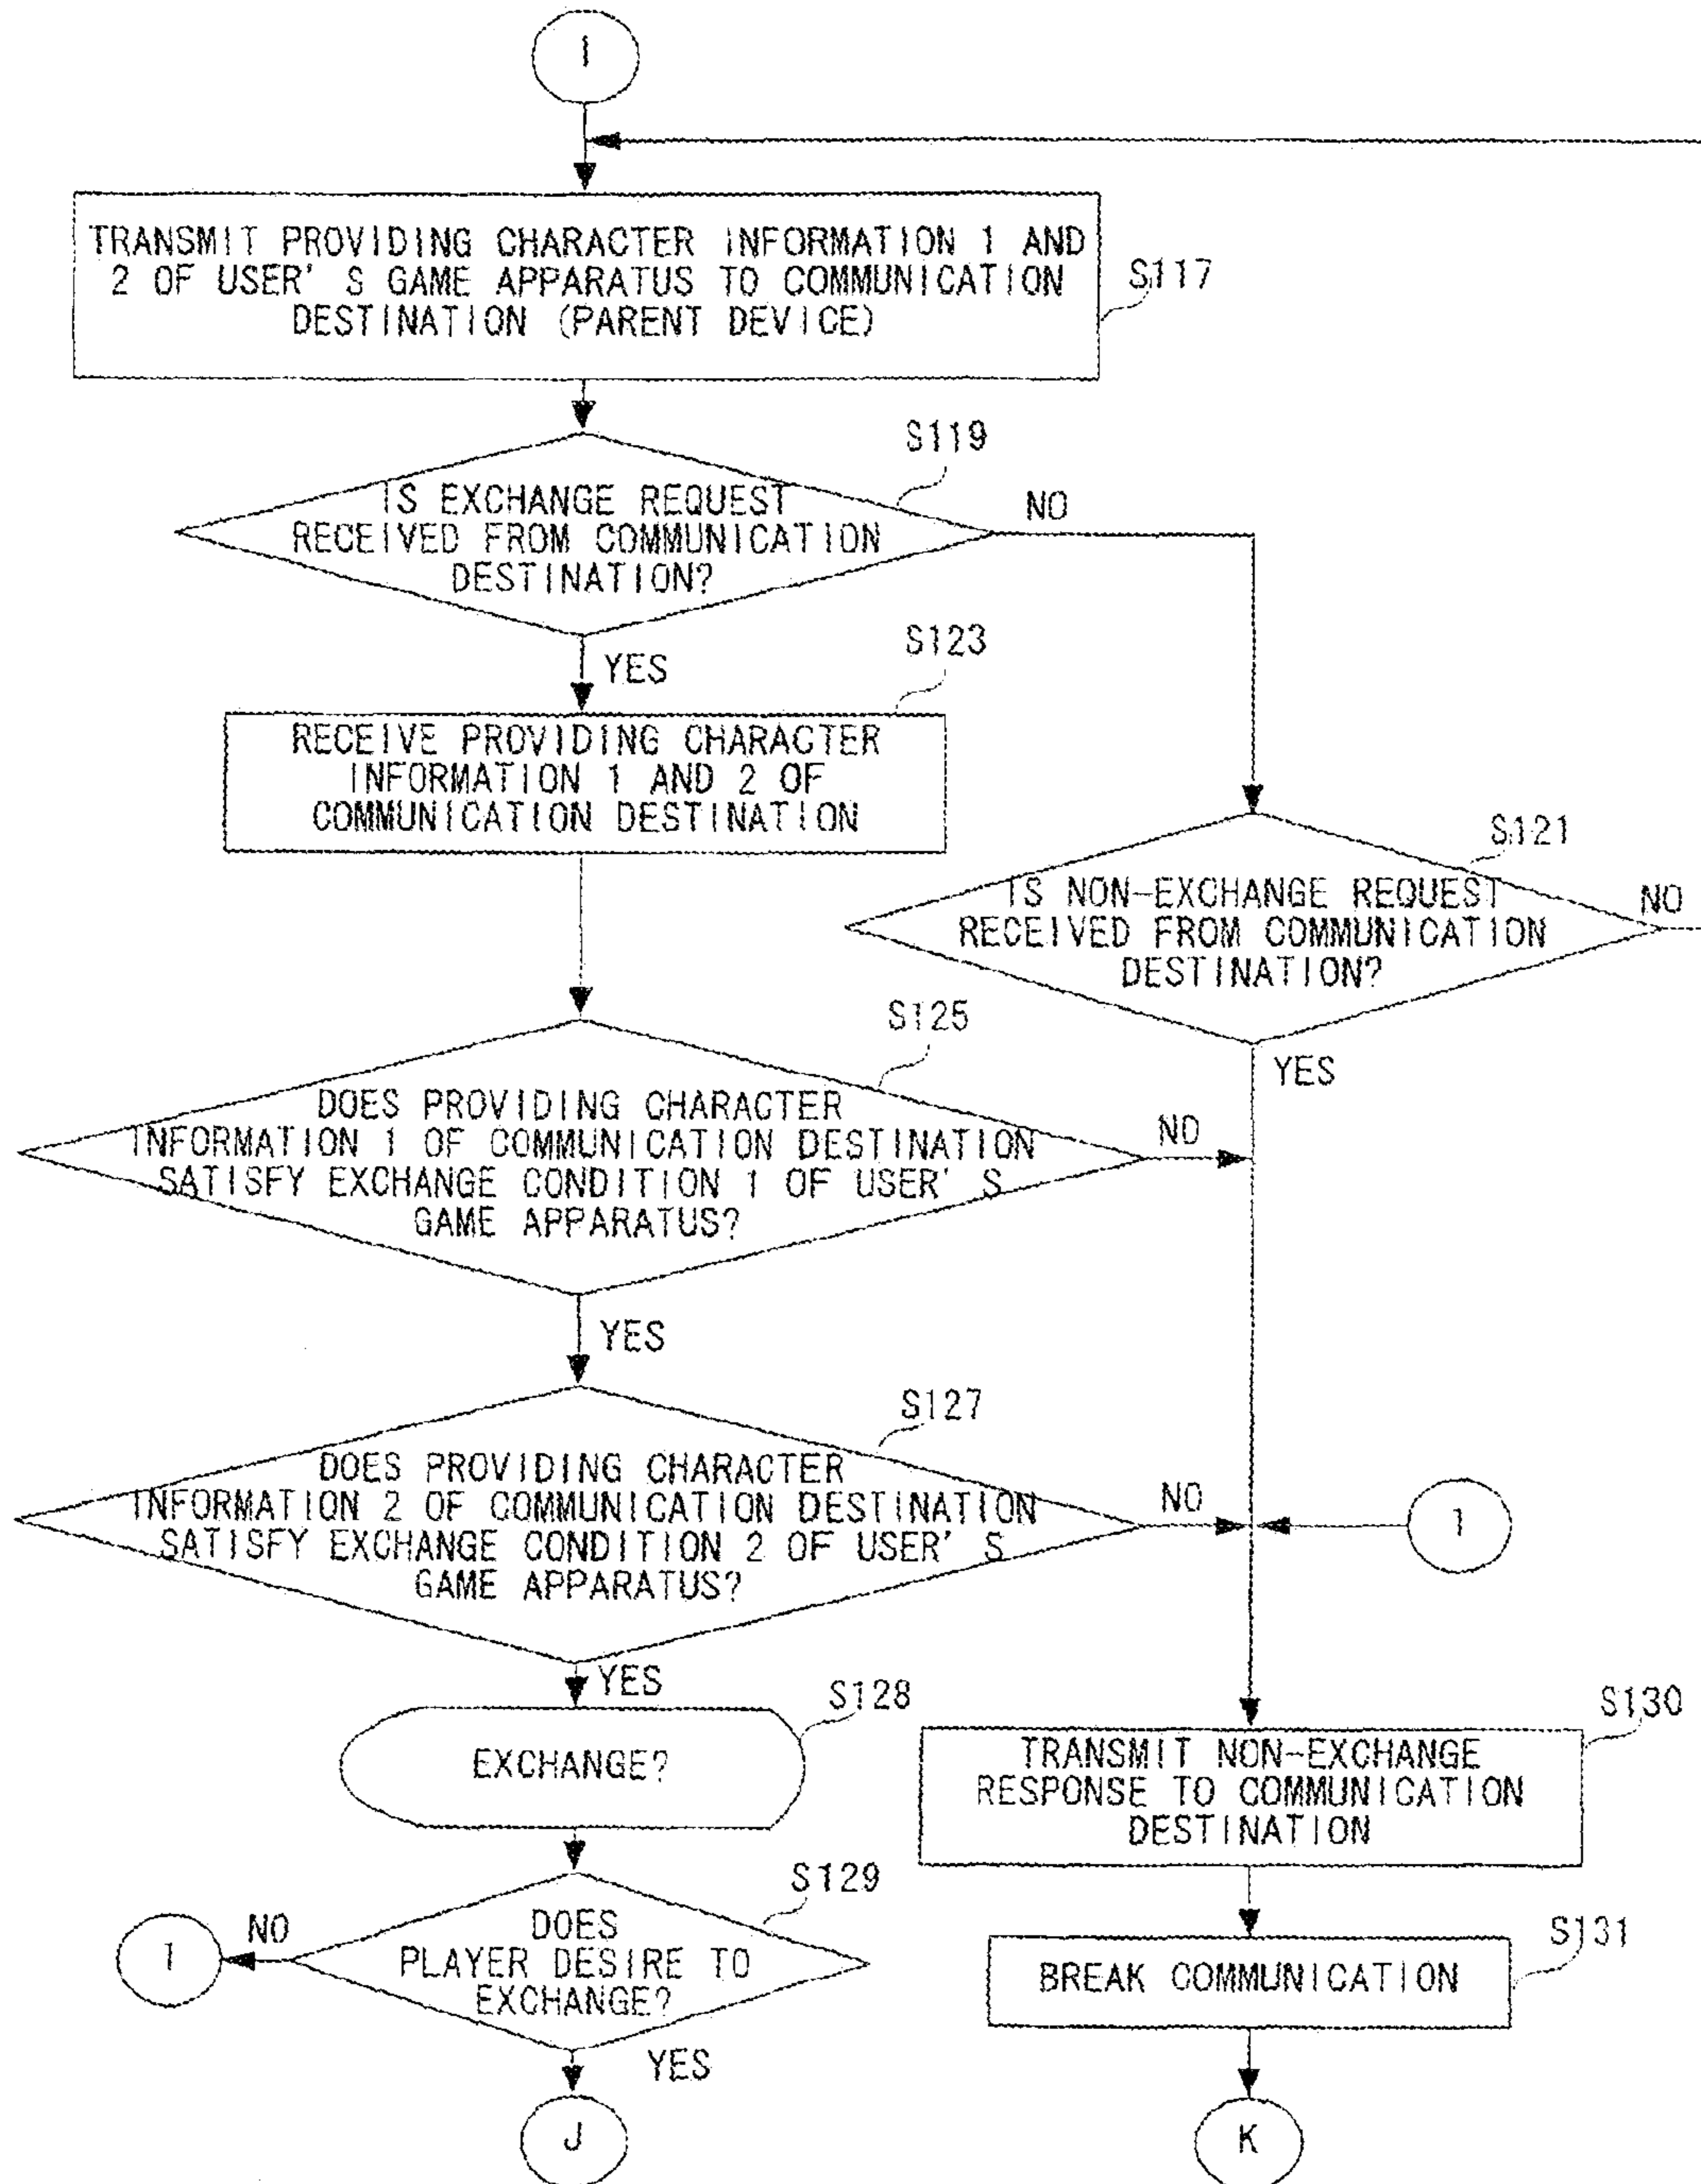 I
TRANSMIT PROVIDING CHARACTER INFORMATION 1 AND
2 OF USER'S GAME APPARATUS TO COMMUNICATION
DESTINATION (PARENT DEVICE)
S117
S119
IS EXCHANGE REQUEST
RECEIVED FROM COMMUNICATION
DESTINATION?
NO
YES
S123
RECEIVE PROVIDING CHARACTER
INFORMATION 1 AND 2 OF
COMMUNICATION DESTINATION
S121
IS NON-EXCHANGE REQUEST
RECEIVED FROM COMMUNICATION
DESTINATION?
NO
YES
S125
DOES PROVIDING CHARACTER
INFORMATION 1 OF COMMUNICATION DESTINATION
SATISFY EXCHANGE CONDITION 1 OF USER'S
GAME APPARATUS?
NO
YES
S127
DOES PROVIDING CHARACTER
INFORMATION 2 OF COMMUNICATION DESTINATION
SATISFY EXCHANGE CONDITION 2 OF USER'S
GAME APPARATUS?
NO
1
YES
S128
EXCHANGE?
S130
TRANSMIT NON-EXCHANGE
RESPONSE TO COMMUNICATION
DESTINATION
S129
DOES
PLAYER DESIRE TO
EXCHANGE?
NO
1
YES
S131
BREAK COMMUNICATION
J
K